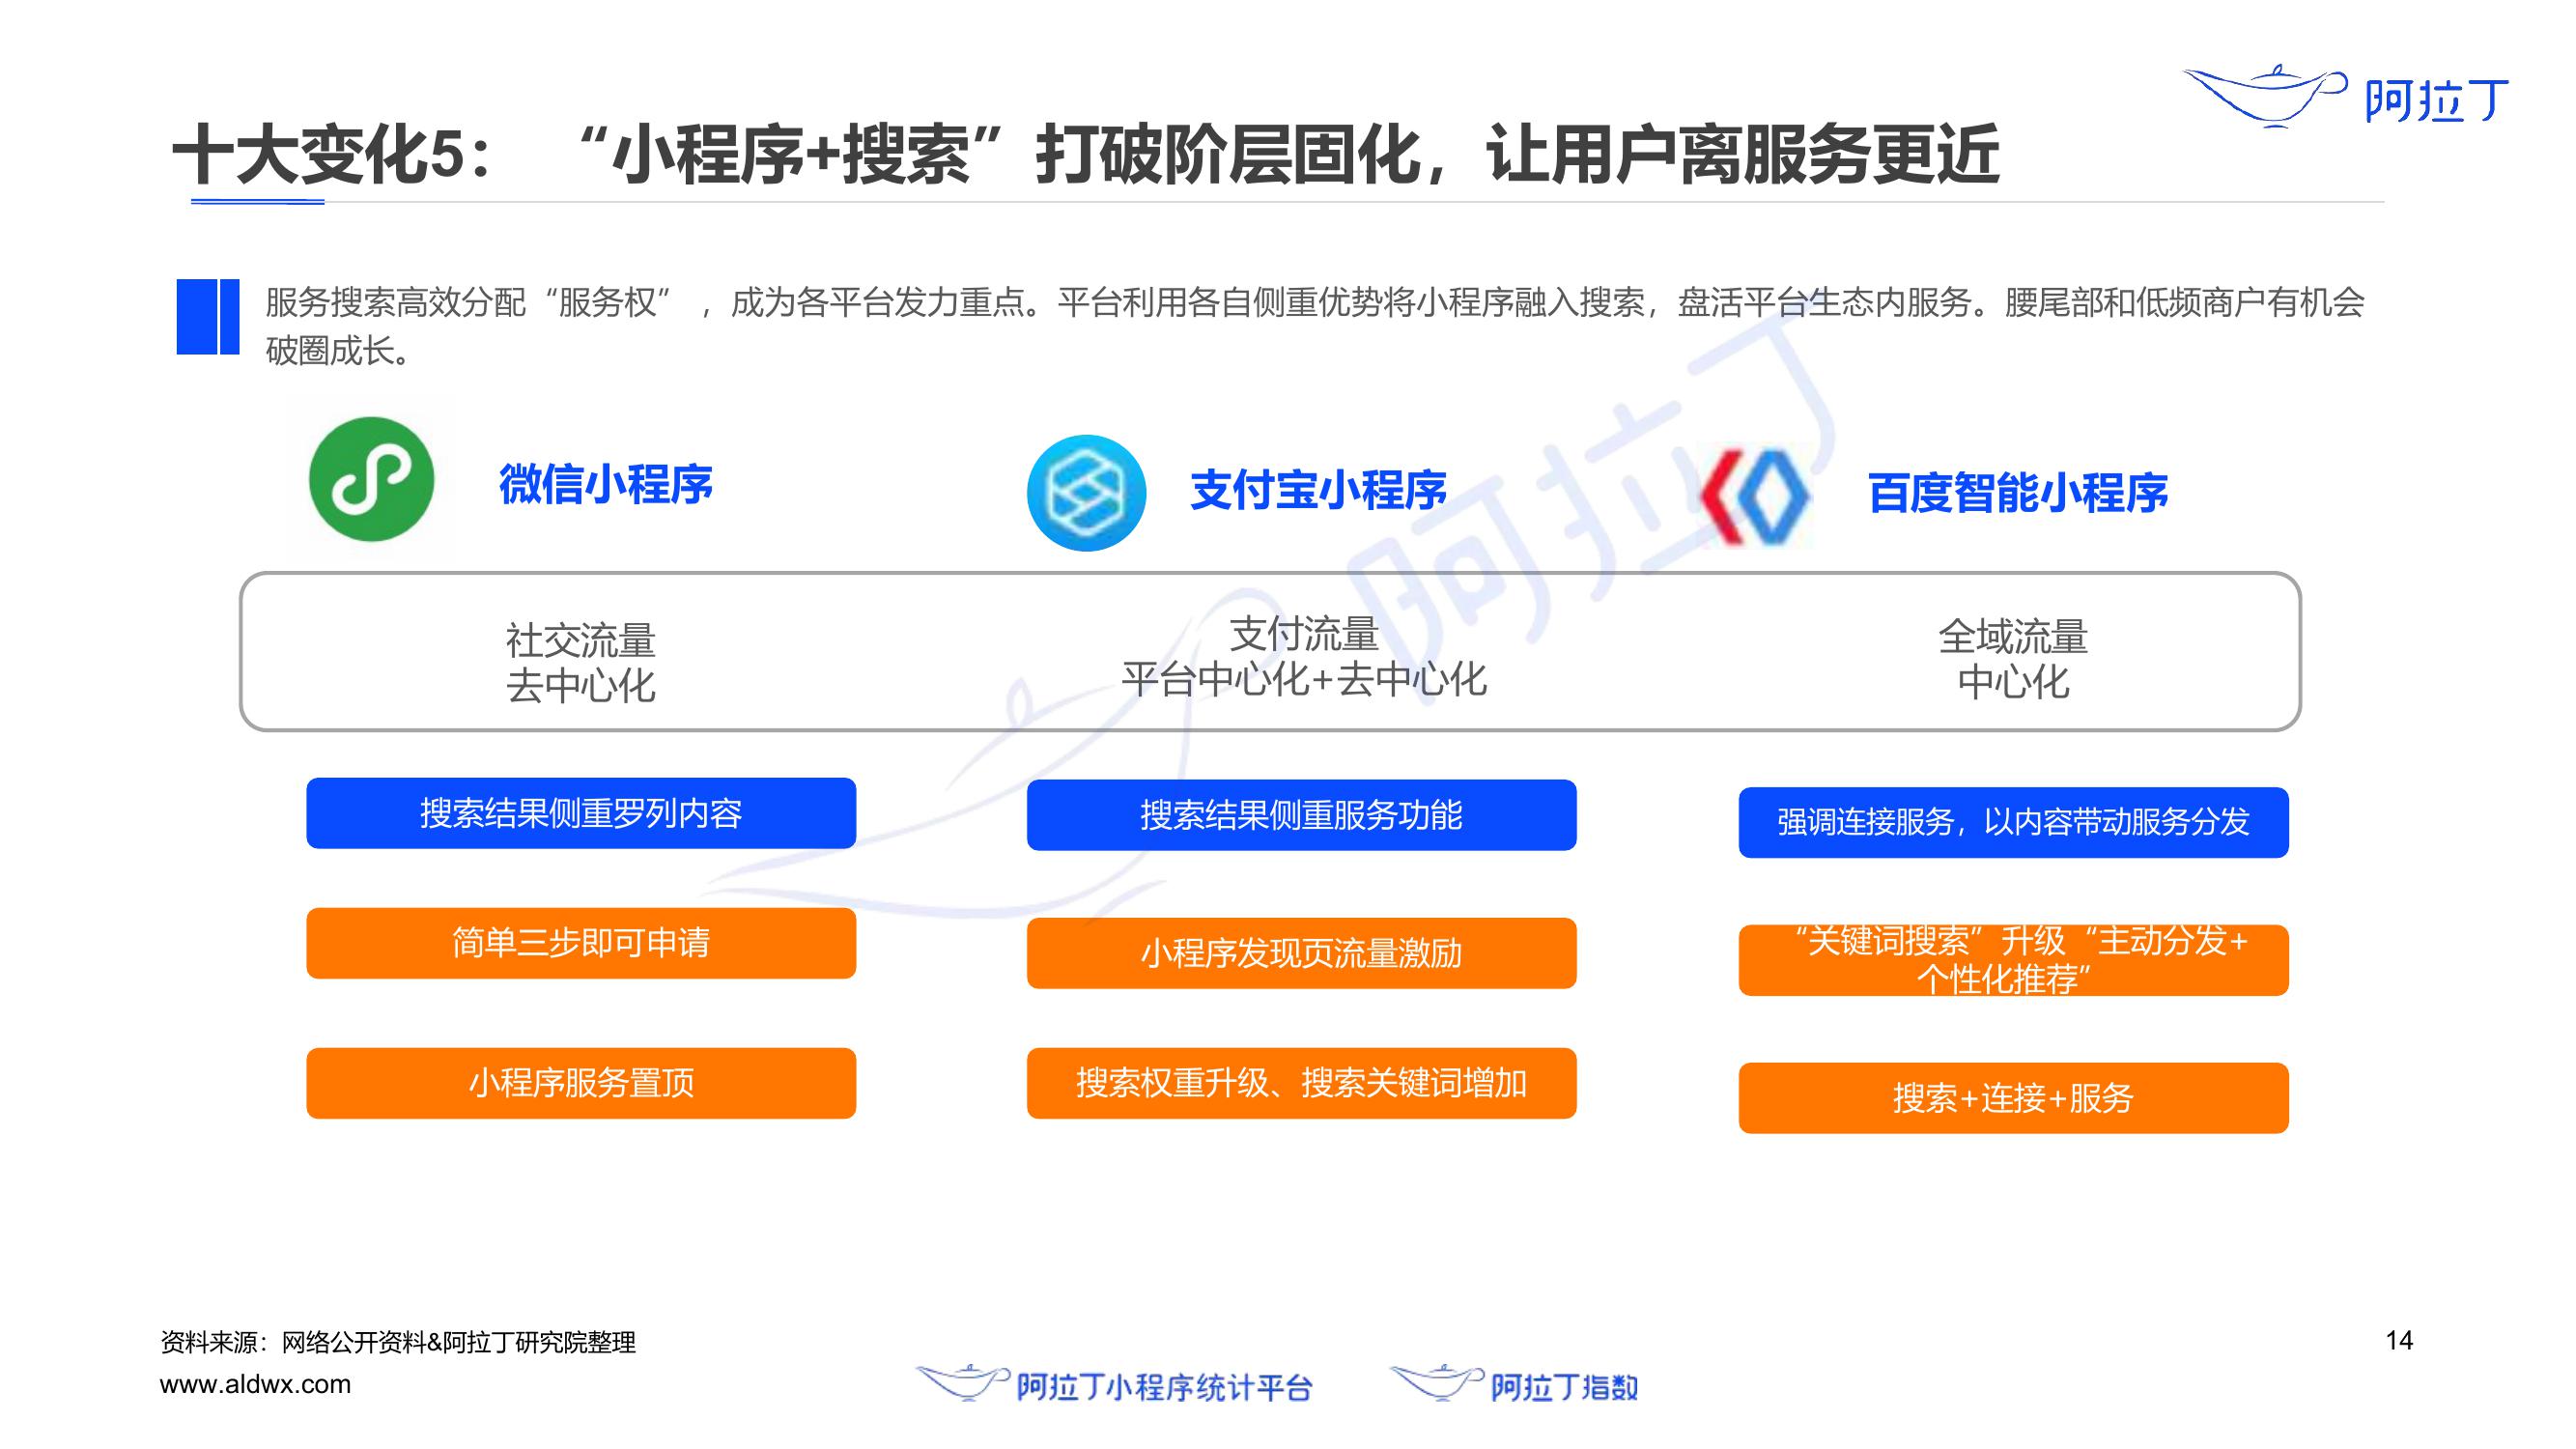 阿拉丁
十大变化5： “小程序+搜索”打破阶层固化，让用户离服务更近
服务搜索高效分配“服务权” ，成为各平台发力重点。平台利用各自侧重优势将小程序融入搜索，盘活平台生态内服务。腰尾部和低频商户有机会
破圈成长。
微信小程序
支付宝小程序
百度智能小程序
社交流量
去中心化
支付流量
平台中心化+去中心化
全域流量
中心化
搜索结果侧重罗列内容
搜索结果侧重服务功能
强调连接服务，以内容带动服务分发
简单三步即可申请
小程序发现页流量激励
“关键词搜索”升级“主动分发+
个性化推荐”
小程序服务置顶
搜索权重升级、搜索关键词增加
搜索+连接+服务
阿拉丁
资料来源：网络公开资料&阿拉丁研究院整理
14
www.aldwx.com
阿拉丁小程序统计平台
阿拉丁指数